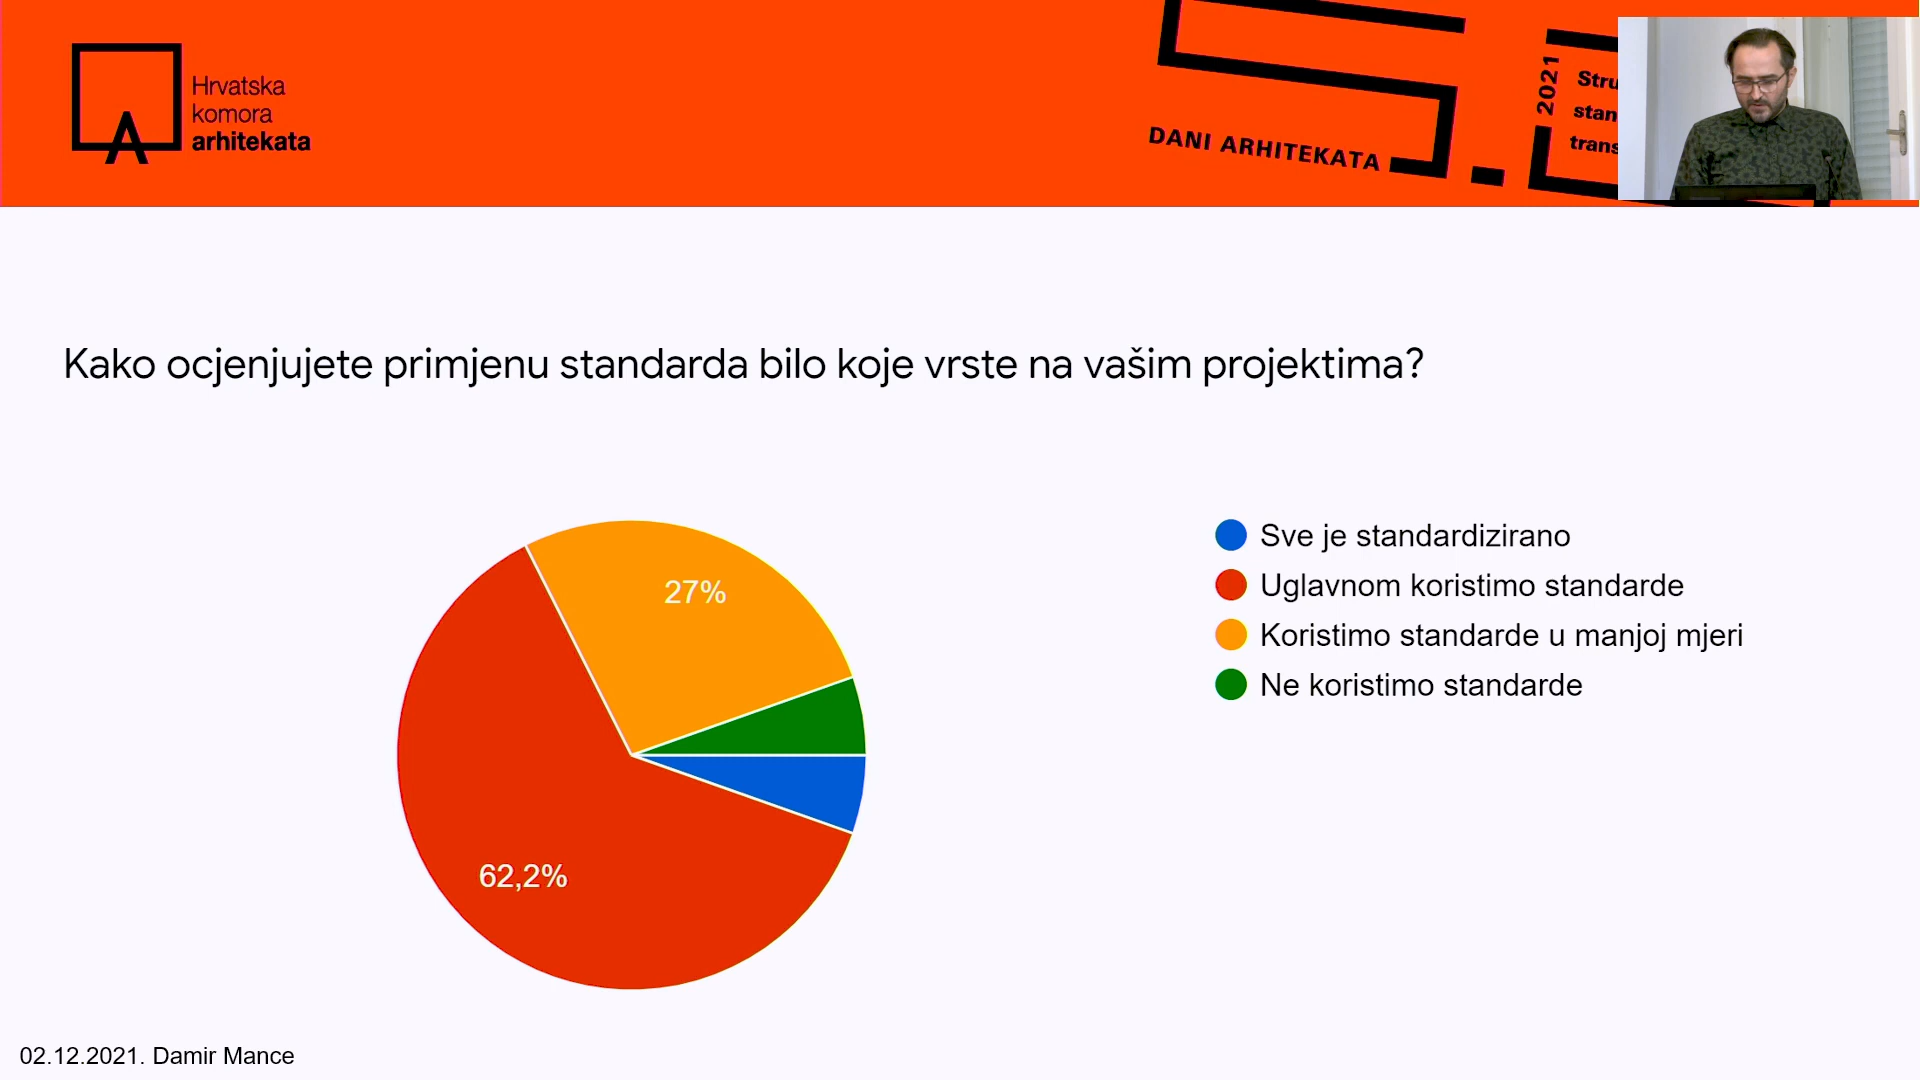 Hrvatska
komora
arhitekata
DANI ARHITEKATA
2021
Kako ocjenjujete primjenu standarda bilo koje vrste na vašim projektima?
27%
62,2%
Sve je standardizirano
Uglavnom koristimo standarde
Koristimo standarde u manjoj mjeri
Ne koristimo standarde
02.12.2021. Damir Mance